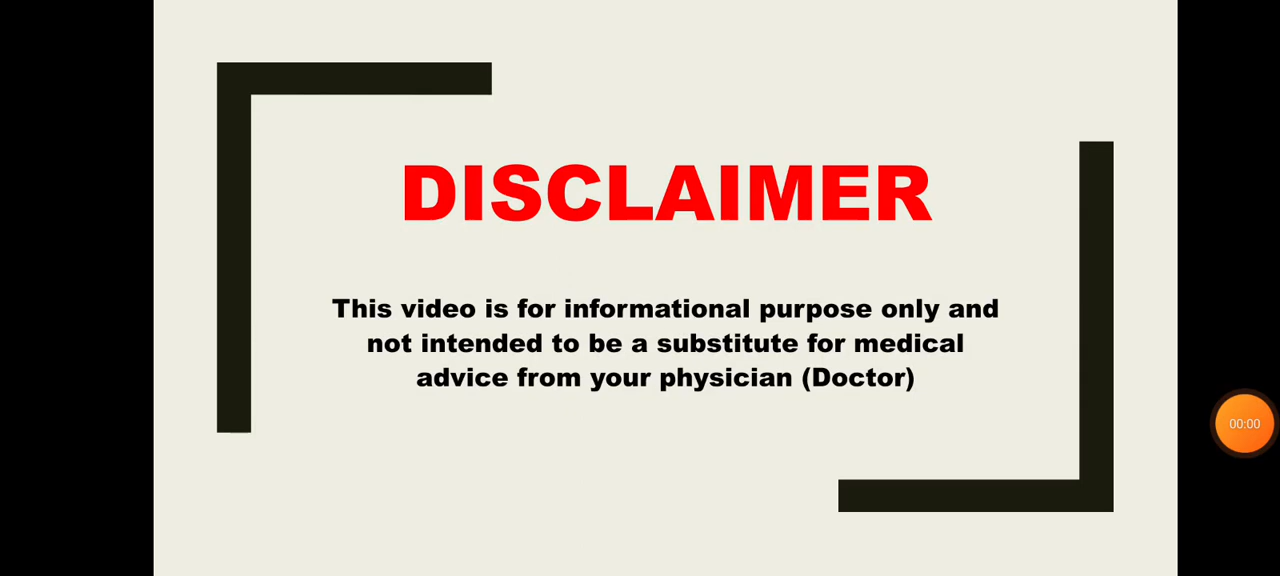 DISCLAIMER
This video is for informational purpose only and
not intended to be a substitute for medical
advice from your physician (Doctor)
00:00